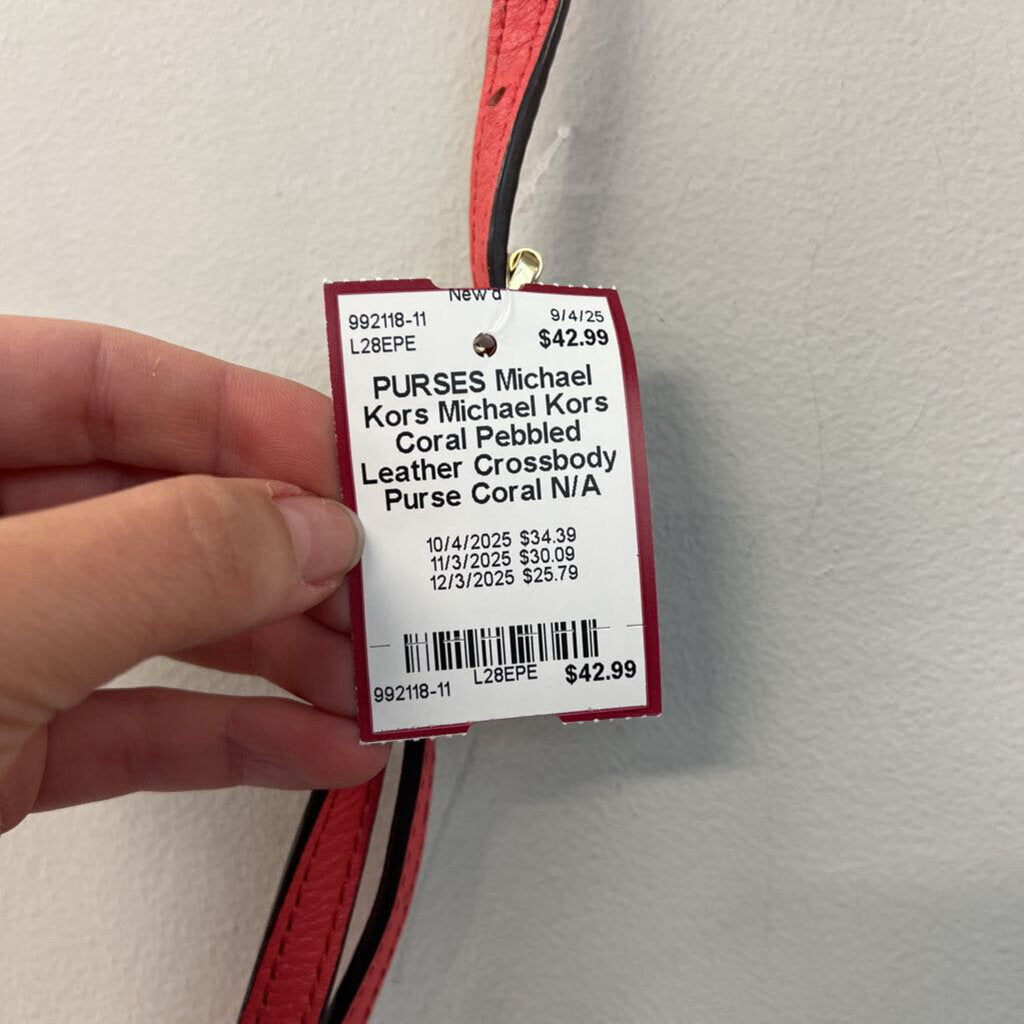 New'd
992118-11 9/4/25
L28EPE $42.99
PURSES Michael
Kors Michael Kors
Coral Pebbled
Leather Crossbody
Purse Coral N/A
10/4/2025 $34.39
11/3/2025 $30.09
12/3/2025 $25.79
992118-11 L28EPE $42.99